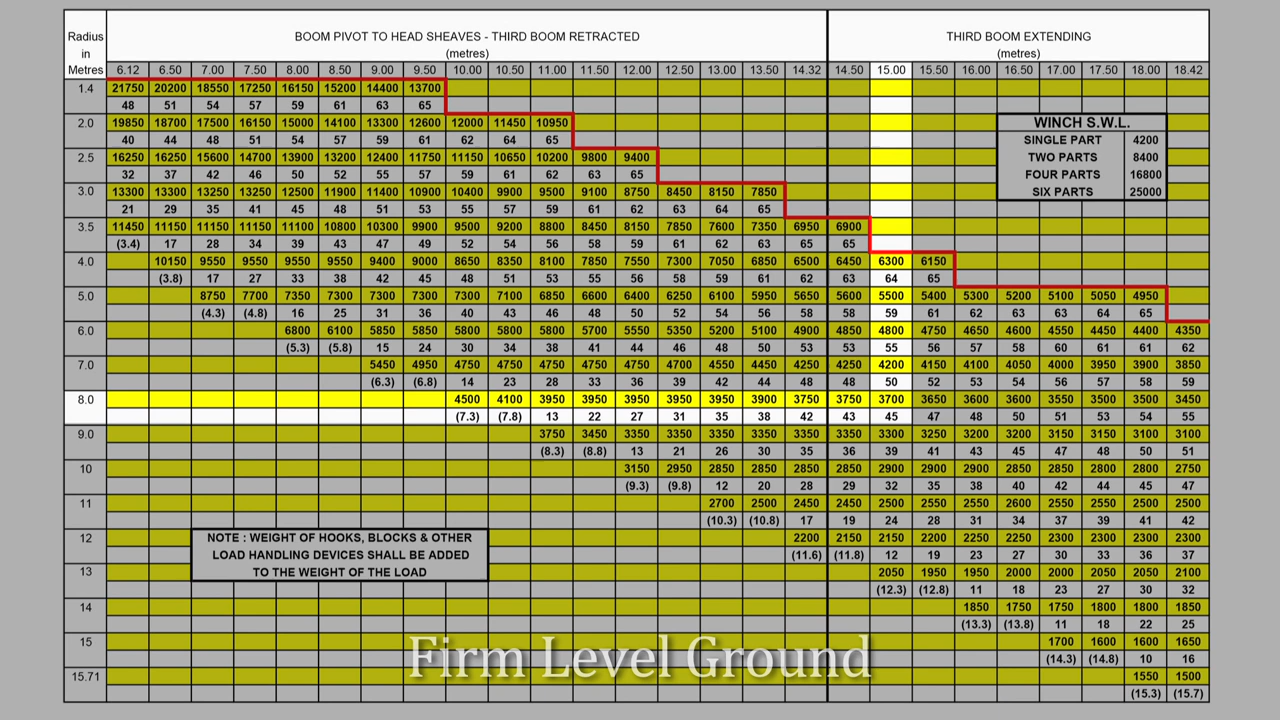 BOOM PIVOT TO HEAD SHEAVES - THIRD BOOM RETRACTED THIRD BOOM EXTENDING
(metres) (metres)
Radius
in
Metres 6.12 6.50 7.00 7.50 8.00 8.50 9.00 9.50 10.00 10.50 11.00 11.50 12.00 12.50 13.00 13.50 14.32 14.50 15.00 15.50 16.00 16.50 17.00 17.50 18.00 18.42
1.4 21750 20200 18550 17250 16150 15200 14400 13700
48 51 54 57 59 61 63 65
2.0 19850 18700 17500 16150 15000 14100 13300 12600 12000 11450 10950
40 44 48 51 54 57 59 61 62 64 65
2.5 16250 16250 15600 14700 13900 13200 12400 11750 11150 10650 10200 9800 9400
32 37 42 46 50 52 55 57 59 61 62 63 65
3.0 13300 13300 13250 13250 12500 11900 11400 10900 10400 9900 9500 9100 8750 8450 8150 7850
21 29 35 41 45 48 51 53 55 57 59 61 62 63 64 65
3.5 11450 11150 11150 11150 11100 10800 10300 9900 9500 9200 8800 8450 8150 7850 7600 7350 6950 6900
(3.4) 17 28 34 39 43 47 49 52 54 56 58 59 61 62 63 65 65
4.0 10150 9550 9550 9550 9550 9400 9000 8650 8350 8100 7850 7550 7300 7050 6850 6500 6450 6300 6150
(3.8) 17 27 33 38 42 45 48 51 53 55 56 58 59 61 62 63 64 65
5.0 8750 7700 7350 7300 7300 7300 7300 7100 6850 6600 6400 6250 6100 5950 5650 5600 5500 5400 5300 5200 5100 5050 4950
(4.3) (4.8) 16 25 31 36 40 43 46 48 50 52 54 56 58 58 59 61 62 63 63 64 65
6.0 6800 6100 5850 5850 5800 5800 5800 5700 5550 5350 5200 5100 4900 4850 4800 4750 4650 4600 4550 4450 4400 4350
(5.3) (5.8) 15 24 30 34 38 41 44 46 48 50 53 53 55 56 57 58 60 61 61 62
7.0 5450 4950 4750 4750 4750 4750 4750 4700 4550 4450 4250 4250 4200 4150 4100 4050 4000 3950 3900 3850
(6.3) (6.8) 14 23 28 33 36 39 42 44 48 48 50 52 53 54 56 57 58 59
8.0 4500 4100 3950 3950 3950 3950 3950 3900 3750 3750 3700 3650 3600 3600 3550 3500 3500 3450
(7.3) (7.8) 13 22 27 31 35 38 42 43 45 47 48 50 51 53 54 55
9.0 3750 3450 3350 3350 3350 3350 3350 3350 3300 3250 3200 3200 3150 3150 3100 3100
(8.3) (8.8) 13 21 26 30 35 36 39 41 43 45 47 48 50 51
10 3150 2950 2850 2850 2850 2850 2900 2900 2900 2850 2850 2800 2800 2750
(9.3) (9.8) 12 20 28 29 32 35 38 40 42 44 45 47
11 2700 2500 2450 2450 2500 2550 2550 2600 2550 2550 2500 2500
(10.3) (10.8) 17 19 24 28 31 34 37 39 41 42
12 2200 2150 2150 2200 2250 2250 2300 2300 2300 2300
(11.6) (11.8) 12 19 23 27 30 33 36 37
13 2050 1950 1950 2000 2000 2050 2050 2100
(12.3) (12.8) 11 18 23 27 30 32
14 1850 1750 1750 1800 1800 1850
(13.3) (13.8) 11 18 22 25
15 1700 1600 1600 1650
(14.3) (14.8) 10 16
15.71 1550 1500
(15.3) (15.7)
WINCH S.W.L.
SINGLE PART 4200
TWO PARTS 8400
FOUR PARTS 16800
SIX PARTS 25000
NOTE : WEIGHT OF HOOKS, BLOCKS & OTHER
LOAD HANDLING DEVICES SHALL BE ADDED
TO THE WEIGHT OF THE LOAD
Firm Level Ground